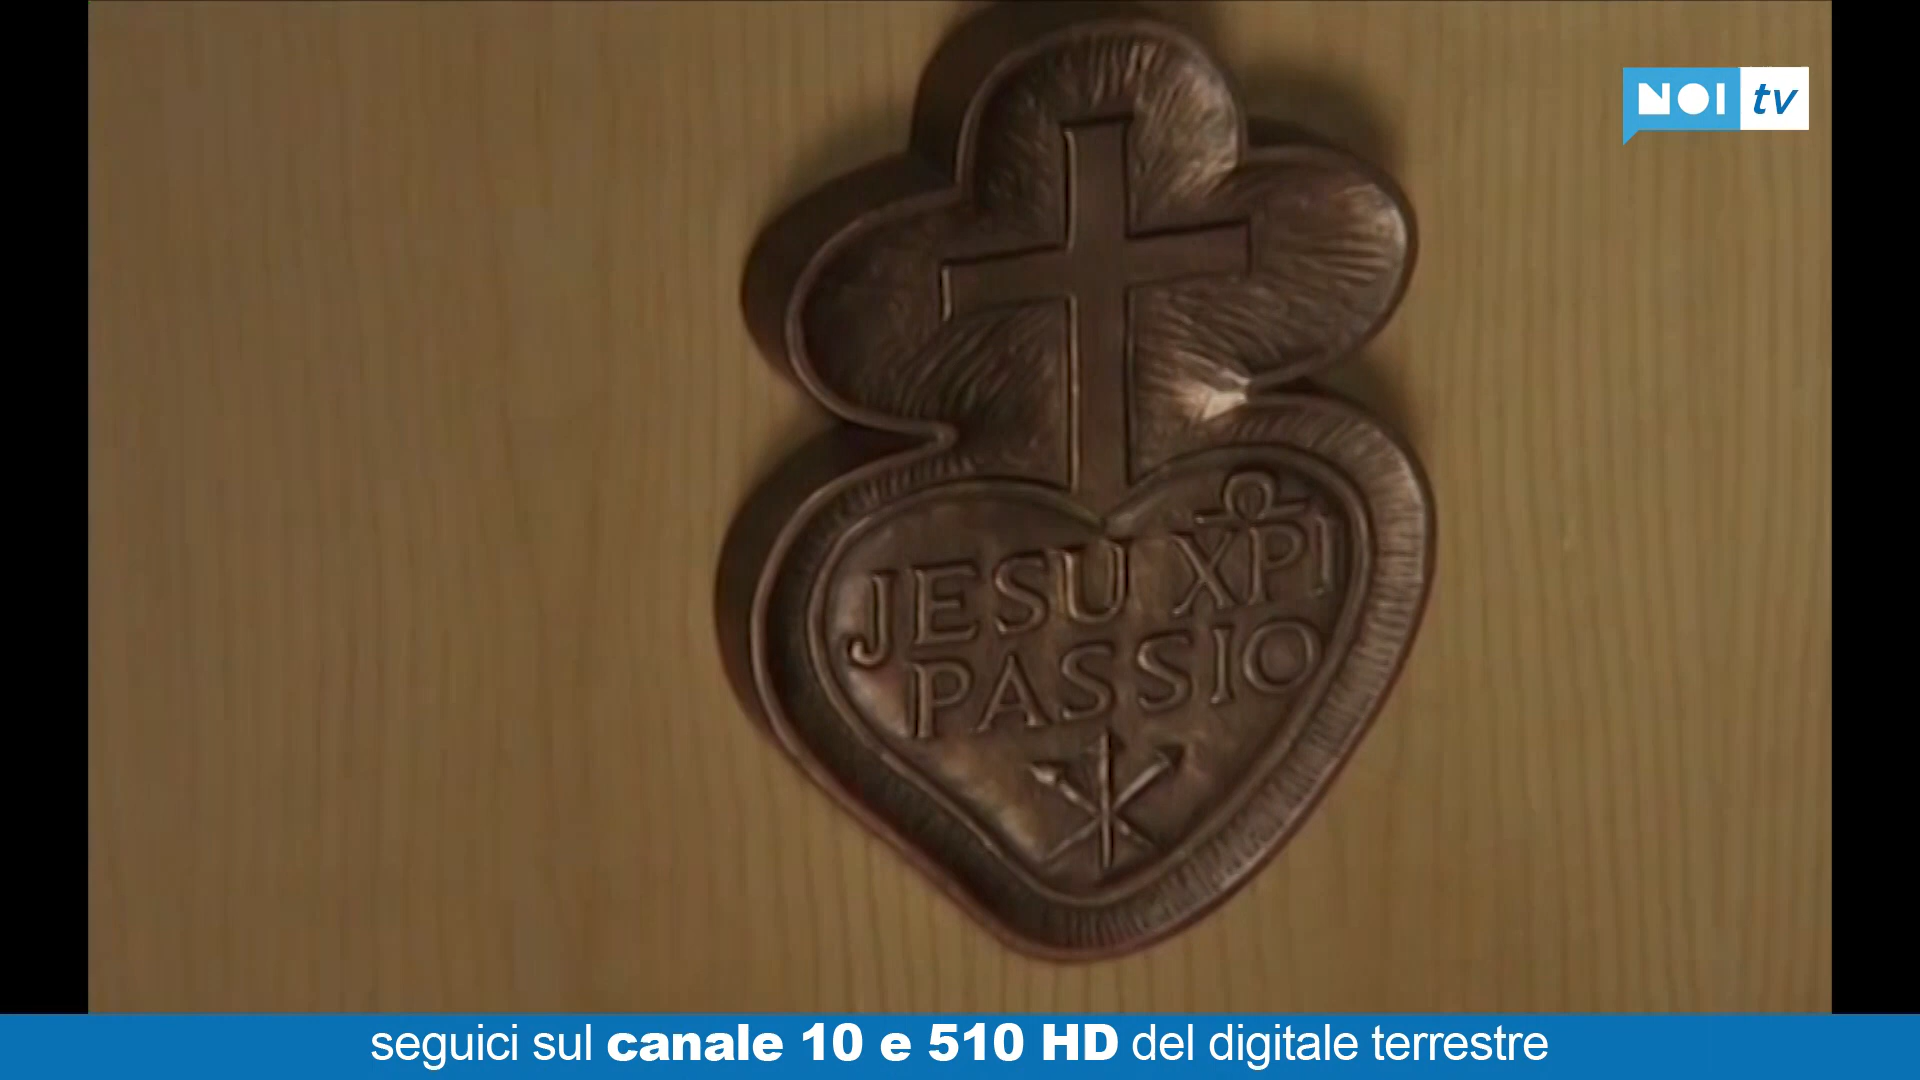 NOI tv
JESU XPI
PASSIO
seguici sul canale 10 e 510 HD del digitale terrestre